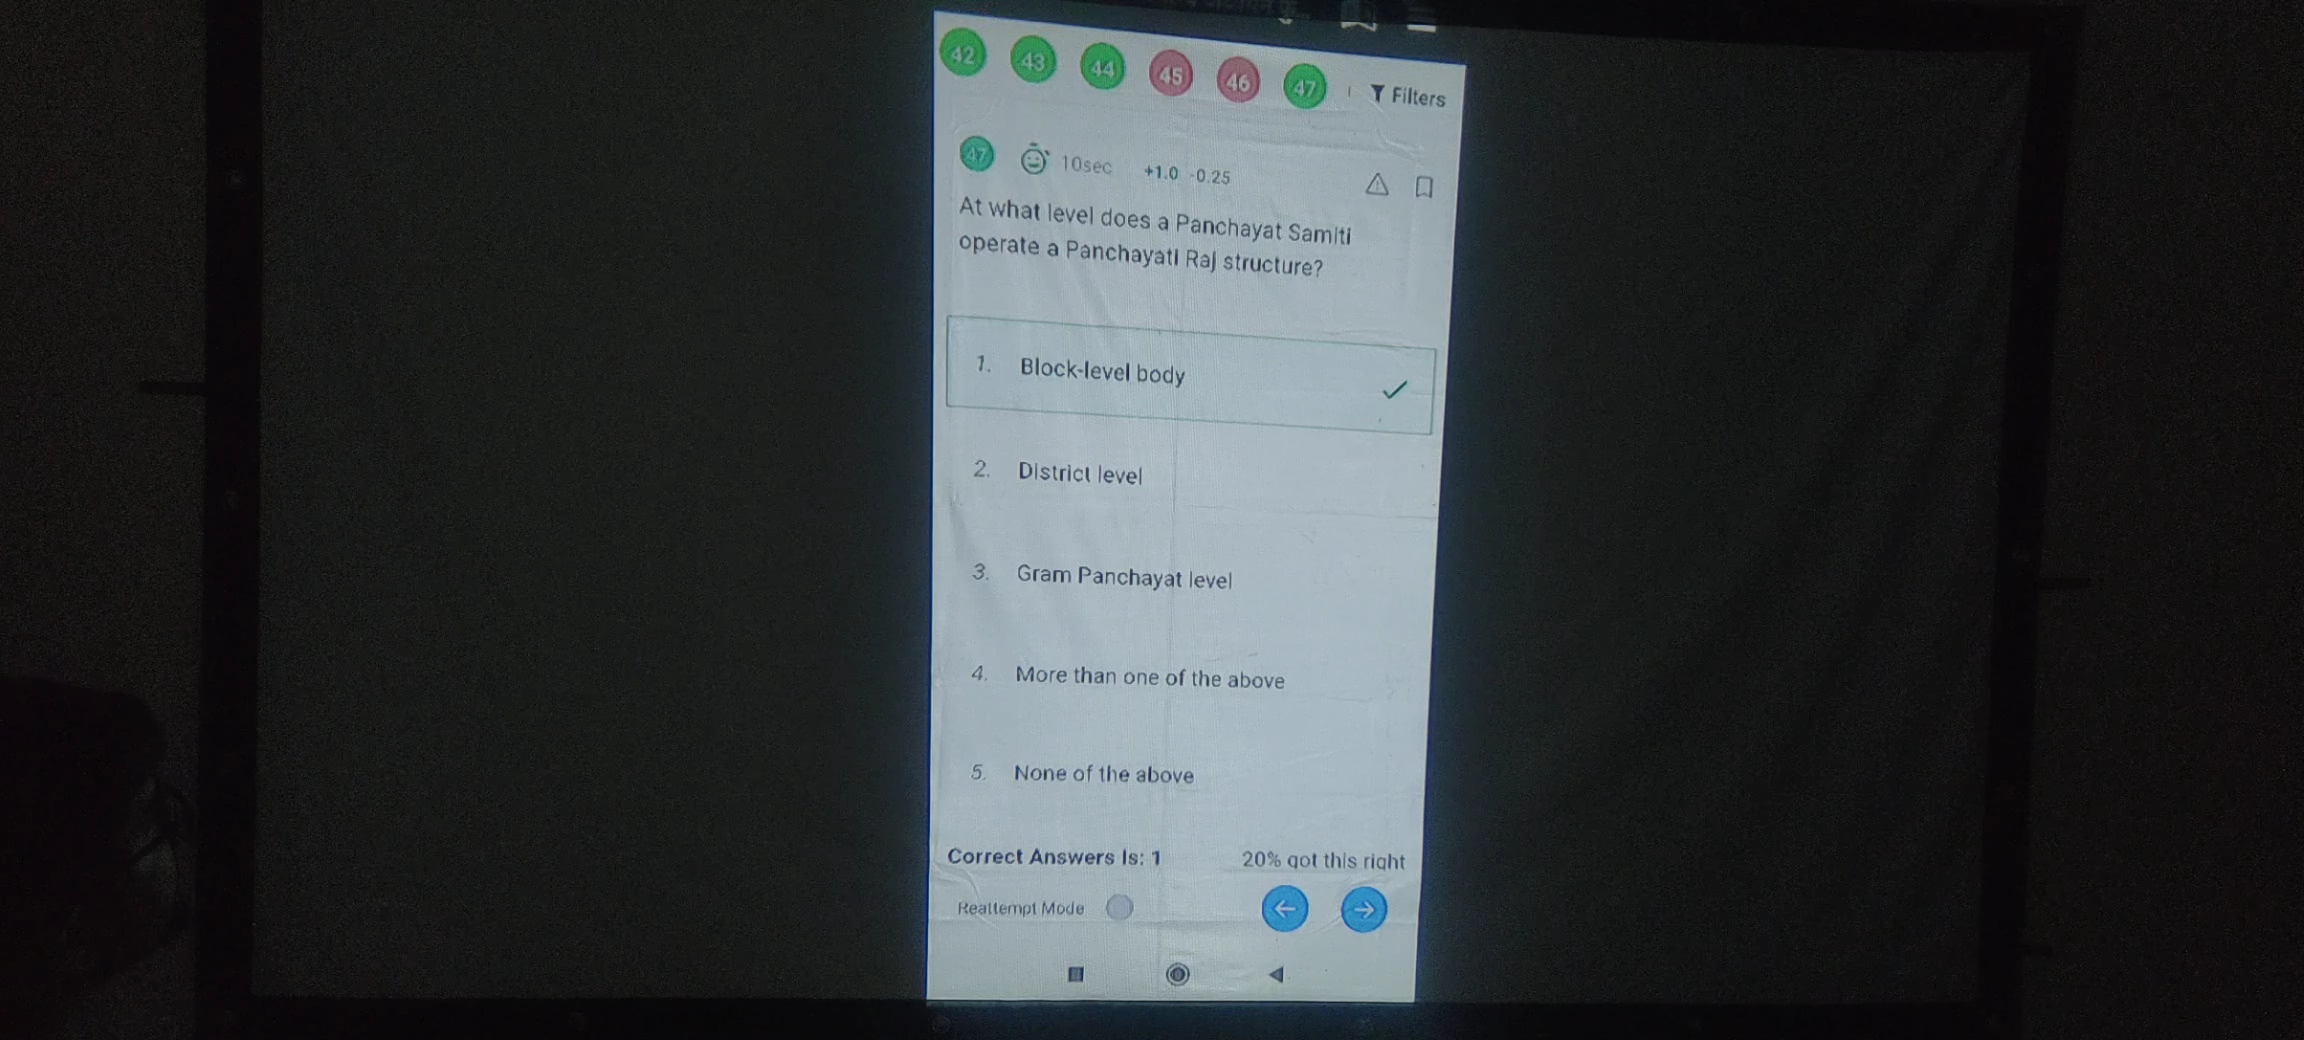 42 43 44 45 46 47 Filters
47 10sec +1.0 -0.25
At what level does a Panchayat Samiti
operate a Panchayati Raj structure?
1. Block-level body
2. District level
3. Gram Panchayat level
4. More than one of the above
5. None of the above
Correct Answers Is: 1 20% got this right
Reattempt Mode